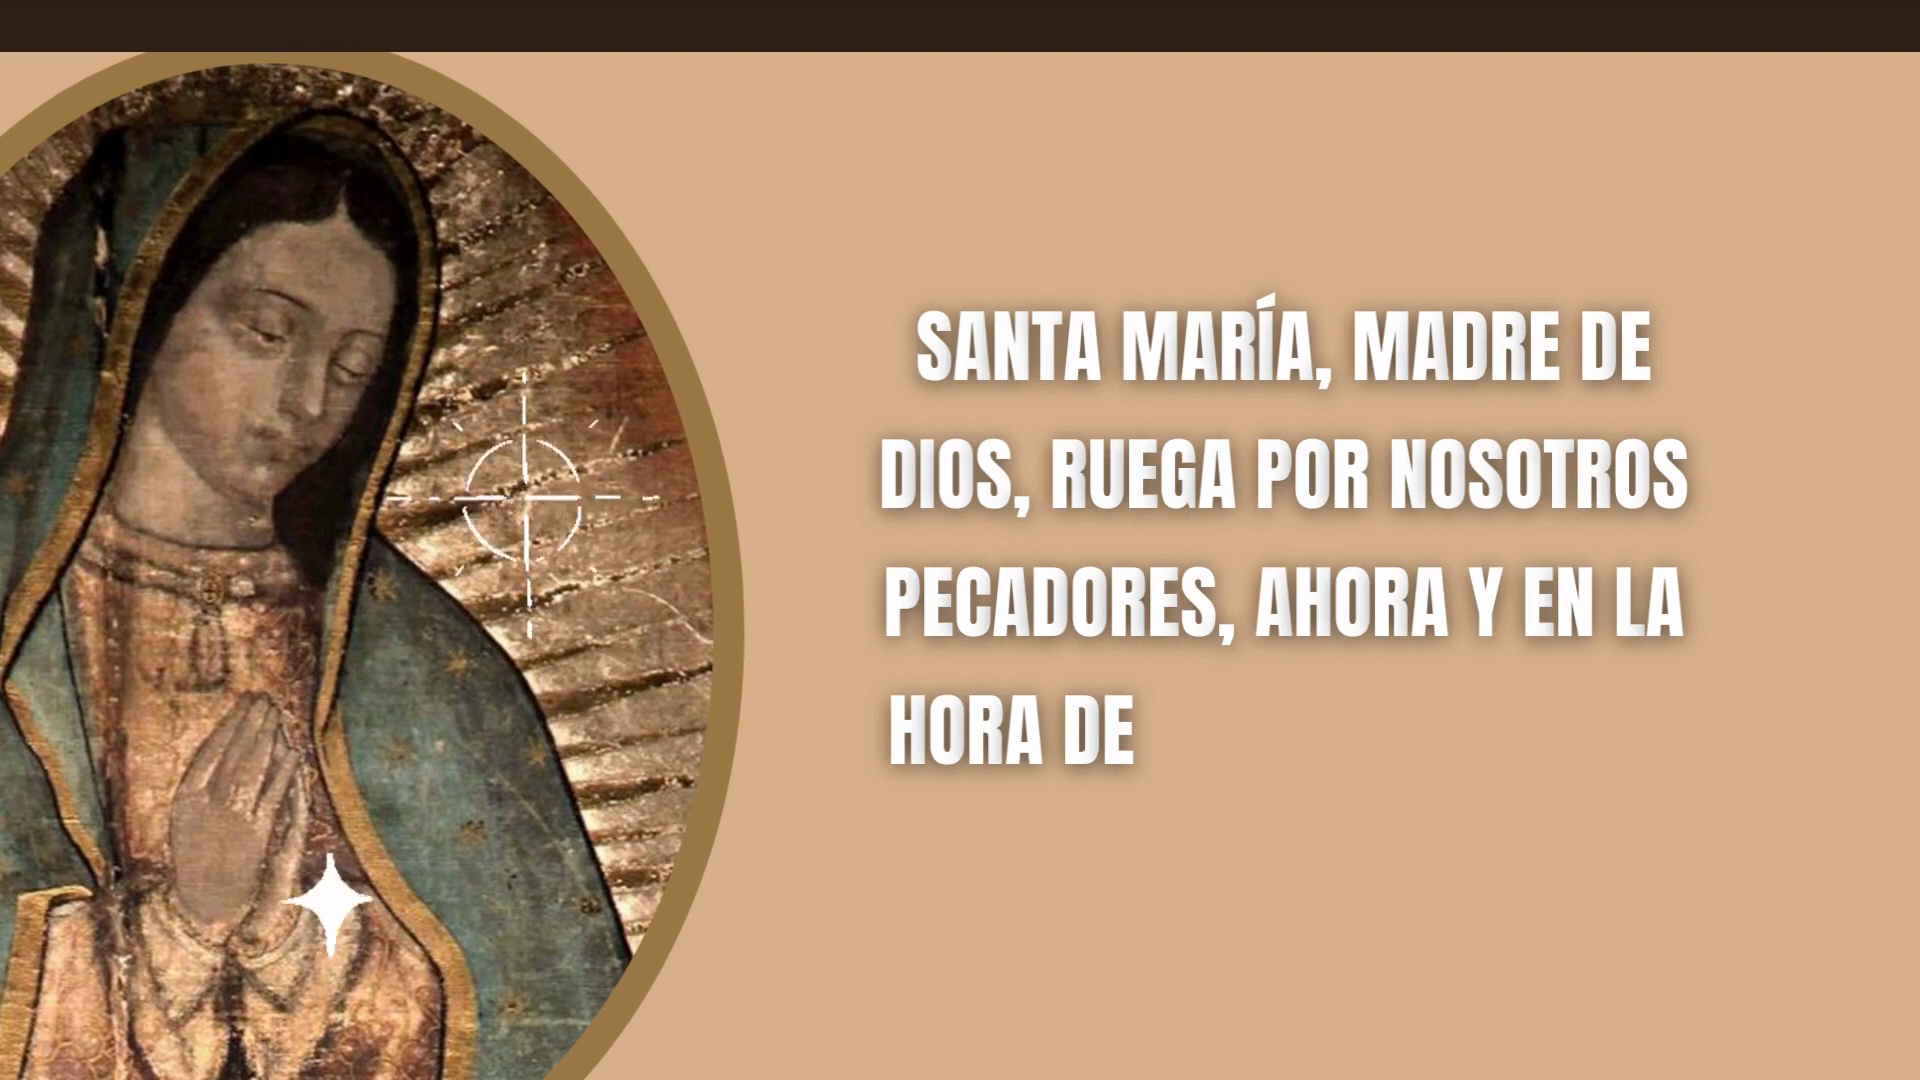 SANTA MARÍA, MADRE DE
DIOS, RUEGA POR NOSOTROS
PECADORES, AHORA Y EN LA
HORA DE